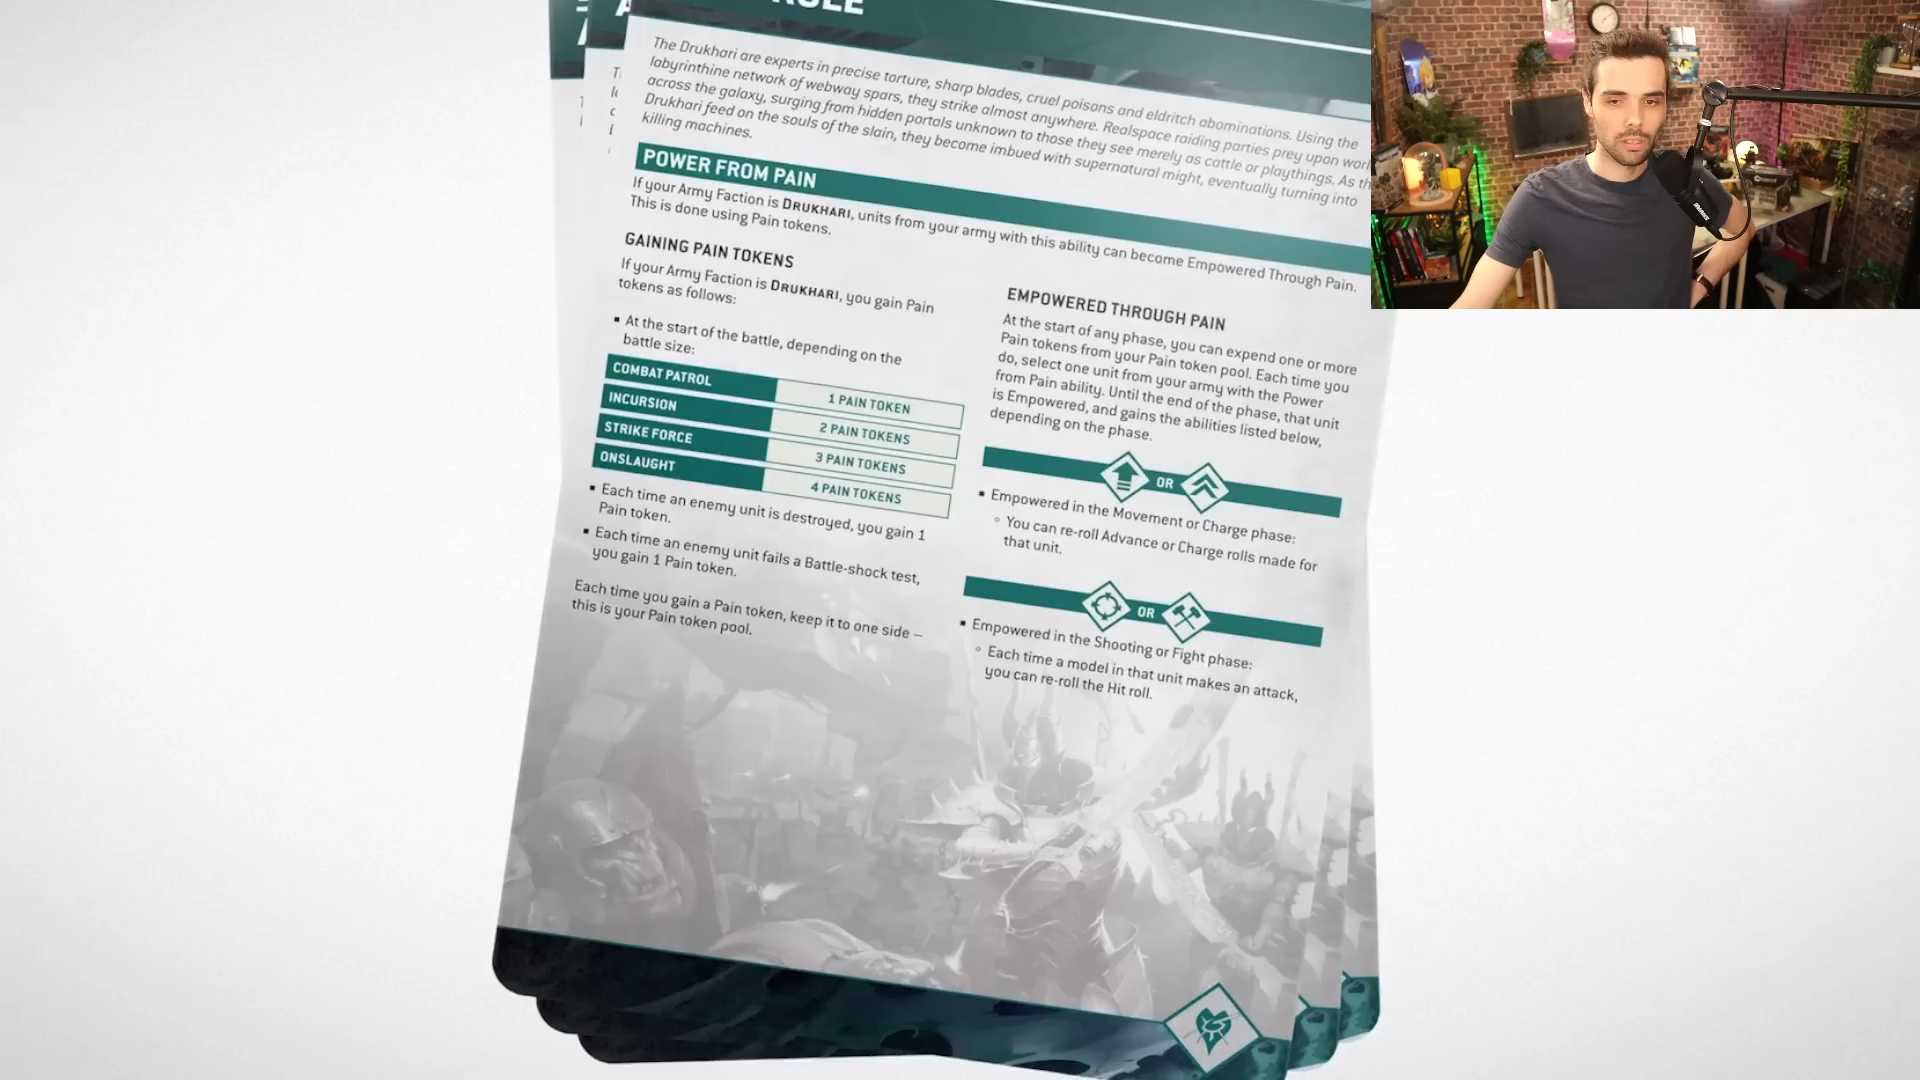 RULE
The Drukhari are experts in precise torture, sharp blades, cruel poisons and eldritch abominations. Using the
labyrinthine network of webway spars, they strike almost anywhere. Realspace raiding parties prey upon
across the galaxy, surging from hidden portals unknown to those they see merely as cattle or playthings. As
Drukhari feed on the souls of the slain, they become imbued with supernatural might, eventually turning into
killing machines.
POWER FROM PAIN
If your Army Faction is DRUKHARI, units from your army with this ability can become Empowered Through Pain.
This is done using Pain tokens.
GAINING PAIN TOKENS
If your Army Faction is DRUKHARI, you gain Pain
tokens as follows:
▪ At the start of the battle, depending on the
battle size:
COMBAT PATROL 1 PAIN TOKEN
INCURSION 2 PAIN TOKENS
STRIKE FORCE 3 PAIN TOKENS
ONSLAUGHT 4 PAIN TOKENS
▪ Each time an enemy unit is destroyed, you gain 1
Pain token.
▪ Each time an enemy unit fails a Battle-shock test,
you gain 1 Pain token.
Each time you gain a Pain token, keep it to one side –
this is your Pain token pool.
EMPOWERED THROUGH PAIN
At the start of any phase, you can expend one or more
Pain tokens from your Pain token pool. Each time you
do, select one unit from your army with the Power
from Pain ability. Until the end of the phase, that unit
is Empowered, and gains the abilities listed below,
depending on the phase.
OR
▪ Empowered in the Movement or Charge phase:
◦ You can re-roll Advance or Charge rolls made for
that unit.
OR
▪ Empowered in the Shooting or Fight phase:
◦ Each time a model in that unit makes an attack,
you can re-roll the Hit roll.